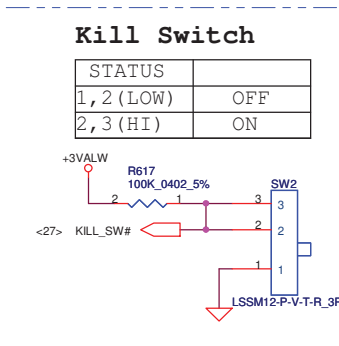 Kill Switch
STATUS
1,2(LOW) OFF
2,3(HI) ON
+3VALW
R617
100K_0402_5%
SW2
2 1 3 3
<27> KILL_SW# 2 2
1 1
LSSM12-P-V-T-R_3P